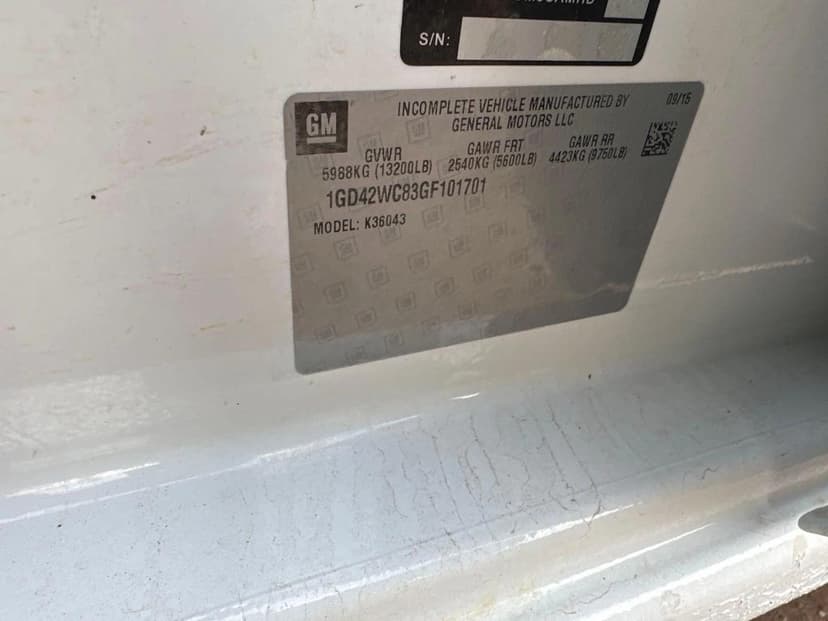 S/N:
GM
INCOMPLETE VEHICLE MANUFACTURED BY
GENERAL MOTORS LLC
09/15
GVWR
5988KG (13200LB)
GAWR FRT
2540KG (5600LB)
GAWR RR
4423KG (9750LB)
1GD42WC83GF101701
MODEL: K36043